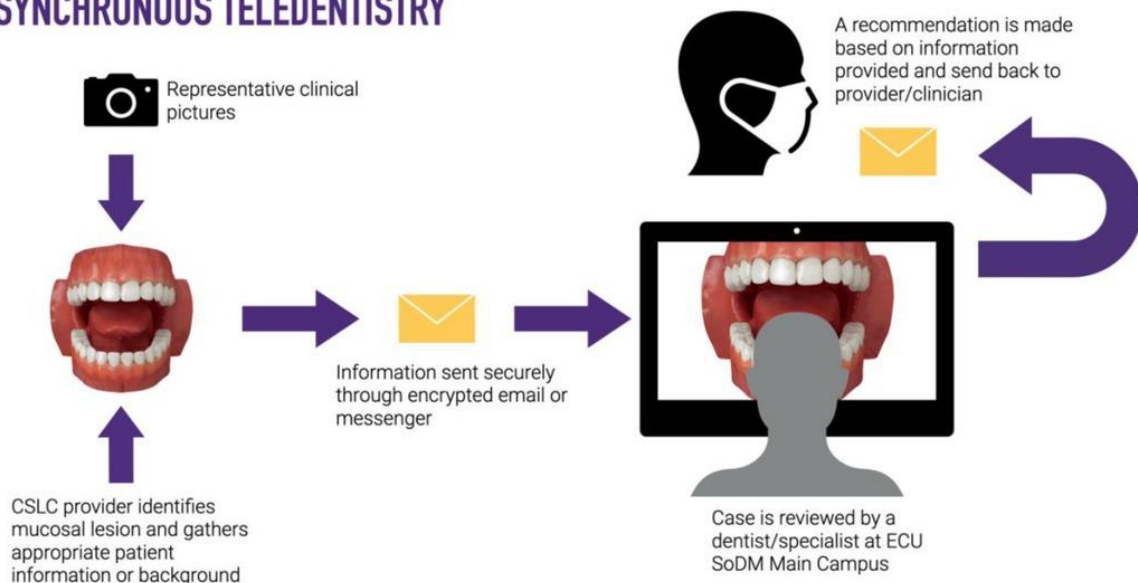 SYNCHRONOUS TELEDENTISTRY
Representative clinical
pictures
CSLC provider identifies
mucosal lesion and gathers
appropriate patient
information or background
Information sent securely
through encrypted email or
messenger
Case is reviewed by a
dentist/specialist at ECU
SoDM Main Campus
A recommendation is made
based on information
provided and send back to
provider/clinician